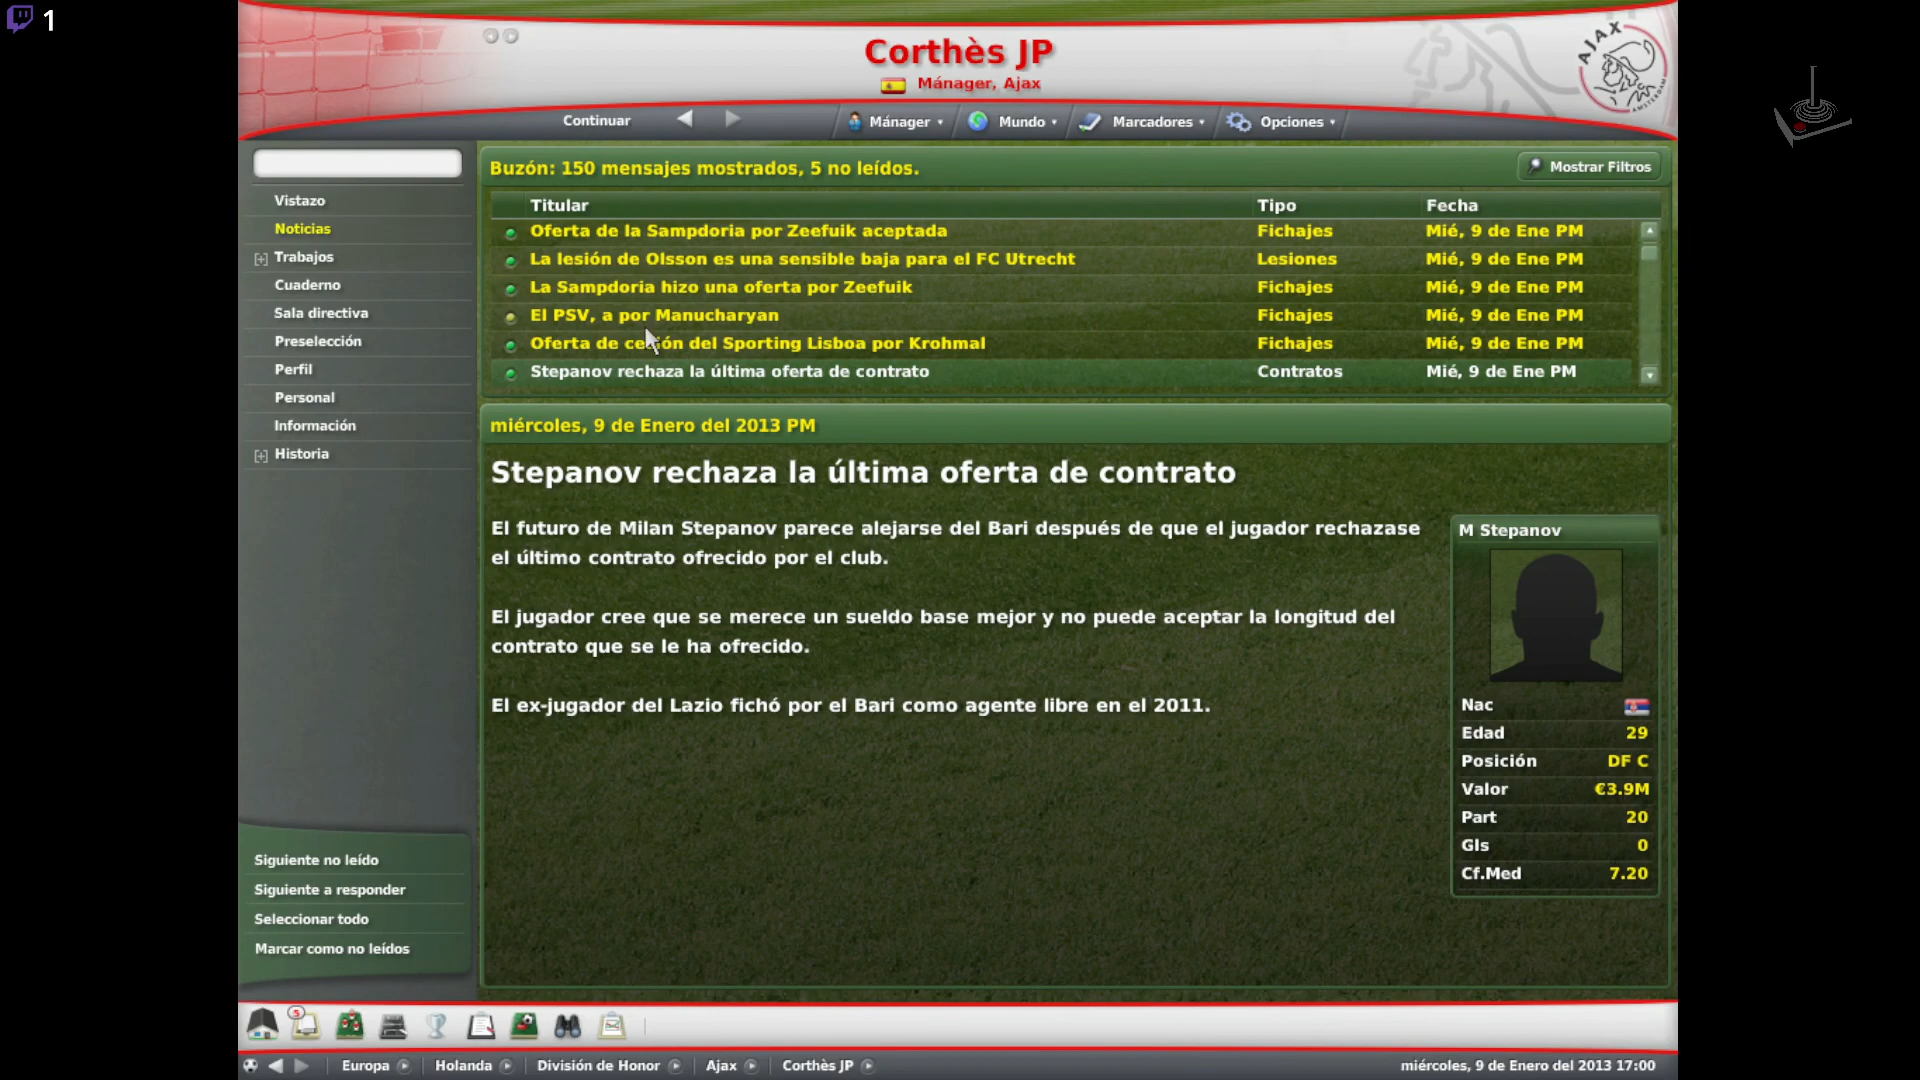 1
Corthès JP
Mánager, Ajax
AJAX
AMSTERDAM
Continuar
Mánager
Mundo
Marcadores
Opciones
Vistazo
Noticias
[+] Trabajos
Cuaderno
Sala directiva
Preselección
Perfil
Personal
Información
[+] Historia
Buzón: 150 mensajes mostrados, 5 no leídos.
Mostrar Filtros
Titular Tipo Fecha
Oferta de la Sampdoria por Zeefuik aceptada Fichajes Mié, 9 de Ene PM
La lesión de Olsson es una sensible baja para el FC Utrecht Lesiones Mié, 9 de Ene PM
La Sampdoria hizo una oferta por Zeefuik Fichajes Mié, 9 de Ene PM
El PSV, a por Manucharyan Fichajes Mié, 9 de Ene PM
Oferta de cesión del Sporting Lisboa por Krohmal Fichajes Mié, 9 de Ene PM
Stepanov rechaza la última oferta de contrato Contratos Mié, 9 de Ene PM
miércoles, 9 de Enero del 2013 PM
Stepanov rechaza la última oferta de contrato
El futuro de Milan Stepanov parece alejarse del Bari después de que el jugador rechazase
el último contrato ofrecido por el club.
El jugador cree que se merece un sueldo base mejor y no puede aceptar la longitud del
contrato que se le ha ofrecido.
El ex-jugador del Lazio fichó por el Bari como agente libre en el 2011.
M Stepanov
Nac
Edad 29
Posición DF C
Valor €3.9M
Part 20
Gls 0
Cf.Med 7.20
Siguiente no leído
Siguiente a responder
Seleccionar todo
Marcar como no leídos
5
Europa
Holanda
División de Honor
Ajax
Corthès JP
miércoles, 9 de Enero del 2013 17:00